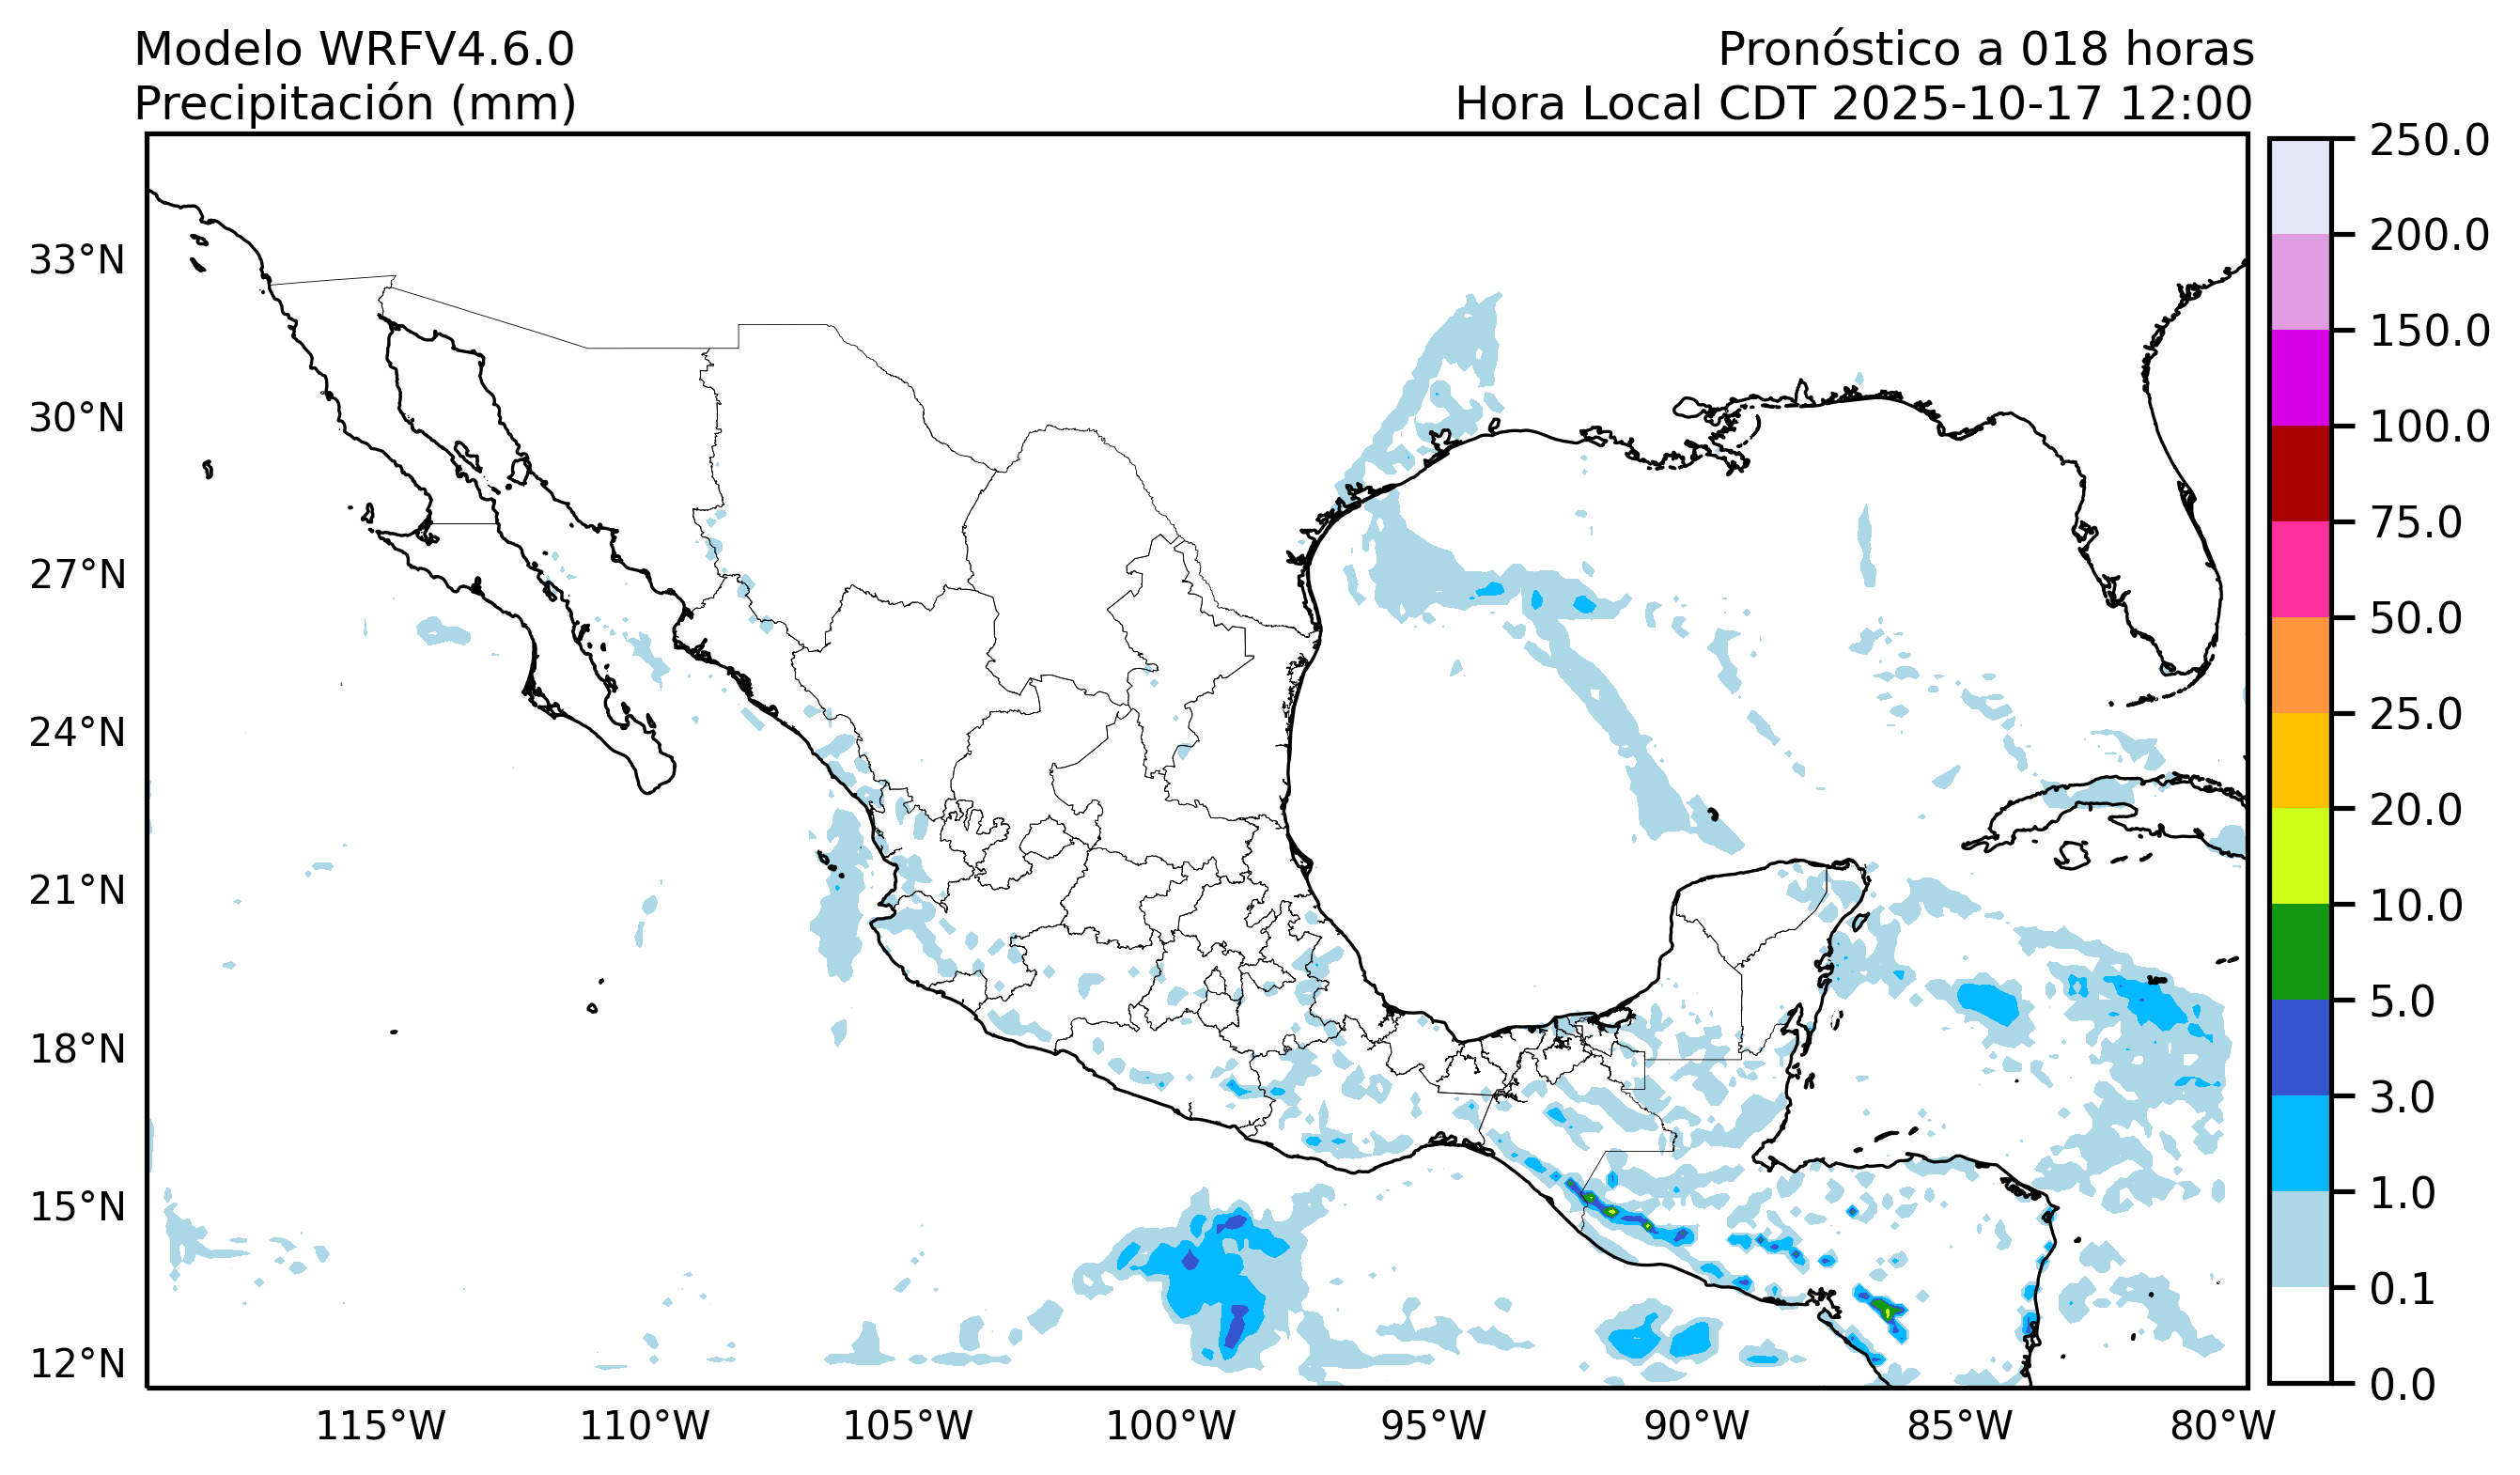 Modelo WRFV4.6.0
Precipitación (mm)
Pronóstico a 018 horas
Hora Local CDT 2025-10-17 12:00
33°N
30°N
27°N
24°N
21°N
18°N
15°N
12°N
115°W
110°W
105°W
100°W
95°W
90°W
85°W
80°W
250.0
200.0
150.0
100.0
75.0
50.0
25.0
20.0
10.0
5.0
3.0
1.0
0.1
0.0